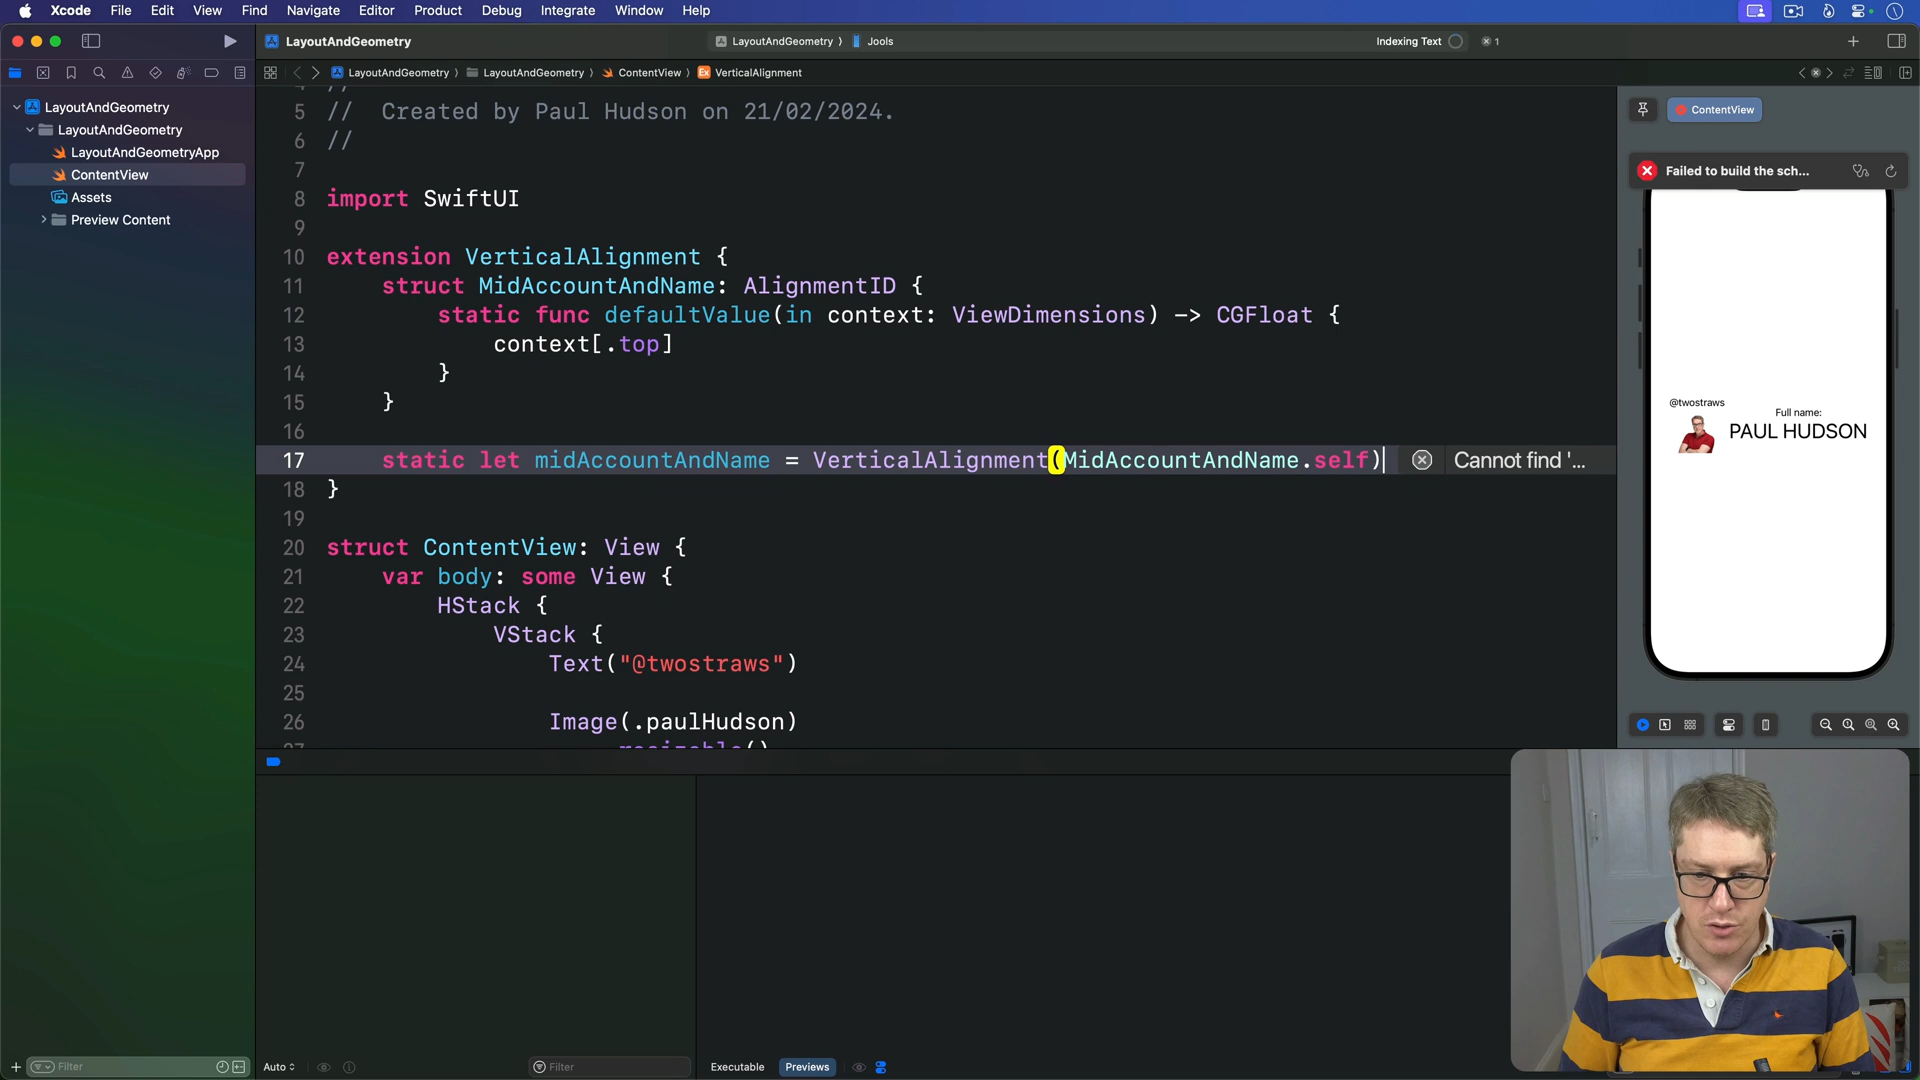 Xcode File Edit View Find Navigate Editor Product Debug Integrate Window Help
LayoutAndGeometry
LayoutAndGeometry 〉 Jools
Indexing Text
1
LayoutAndGeometry 〉 LayoutAndGeometry 〉 ContentView 〉 Ex VerticalAlignment
LayoutAndGeometry
LayoutAndGeometry
LayoutAndGeometryApp
ContentView
Assets
Preview Content
4 //
5 //  Created by Paul Hudson on 21/02/2024.
6 //
7
8 import SwiftUI
9
10 extension VerticalAlignment {
11 struct MidAccountAndName: AlignmentID {
12 static func defaultValue(in context: ViewDimensions) -> CGFloat {
13 context[.top]
14 }
15 }
16
17 static let midAccountAndName = VerticalAlignment(MidAccountAndName.self)
Cannot find '...
18 }
19
20 struct ContentView: View {
21 var body: some View {
22 HStack {
23 VStack {
24 Text("@twostraws")
25
26 Image(.paulHudson)
27 .resizable()
ContentView
Failed to build the sch...
@twostraws
Full name:
PAUL HUDSON
Filter
Auto
Filter
Executable
Previews